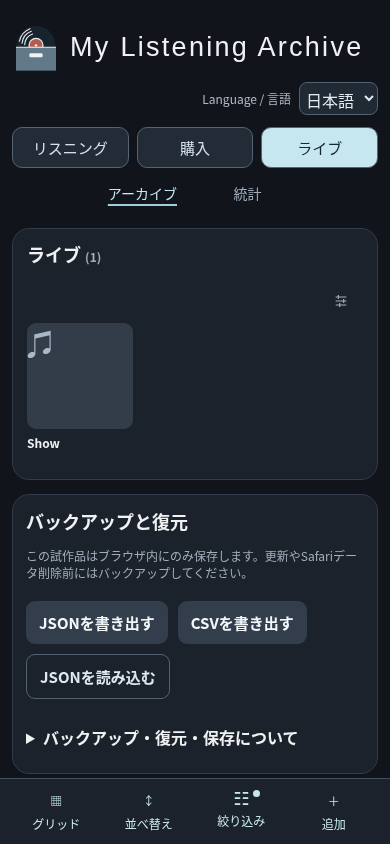 My Listening Archive
Language / 言語
日本語
リスニング
購入
ライブ
アーカイブ
統計
ライブ (1)
Show
バックアップと復元
この試作品はブラウザ内にのみ保存します。更新やSafariデー
タ削除前にはバックアップしてください。
JSONを書き出す
CSVを書き出す
JSONを読み込む
バックアップ・復元・保存について
グリッド
並べ替え
絞り込み
追加